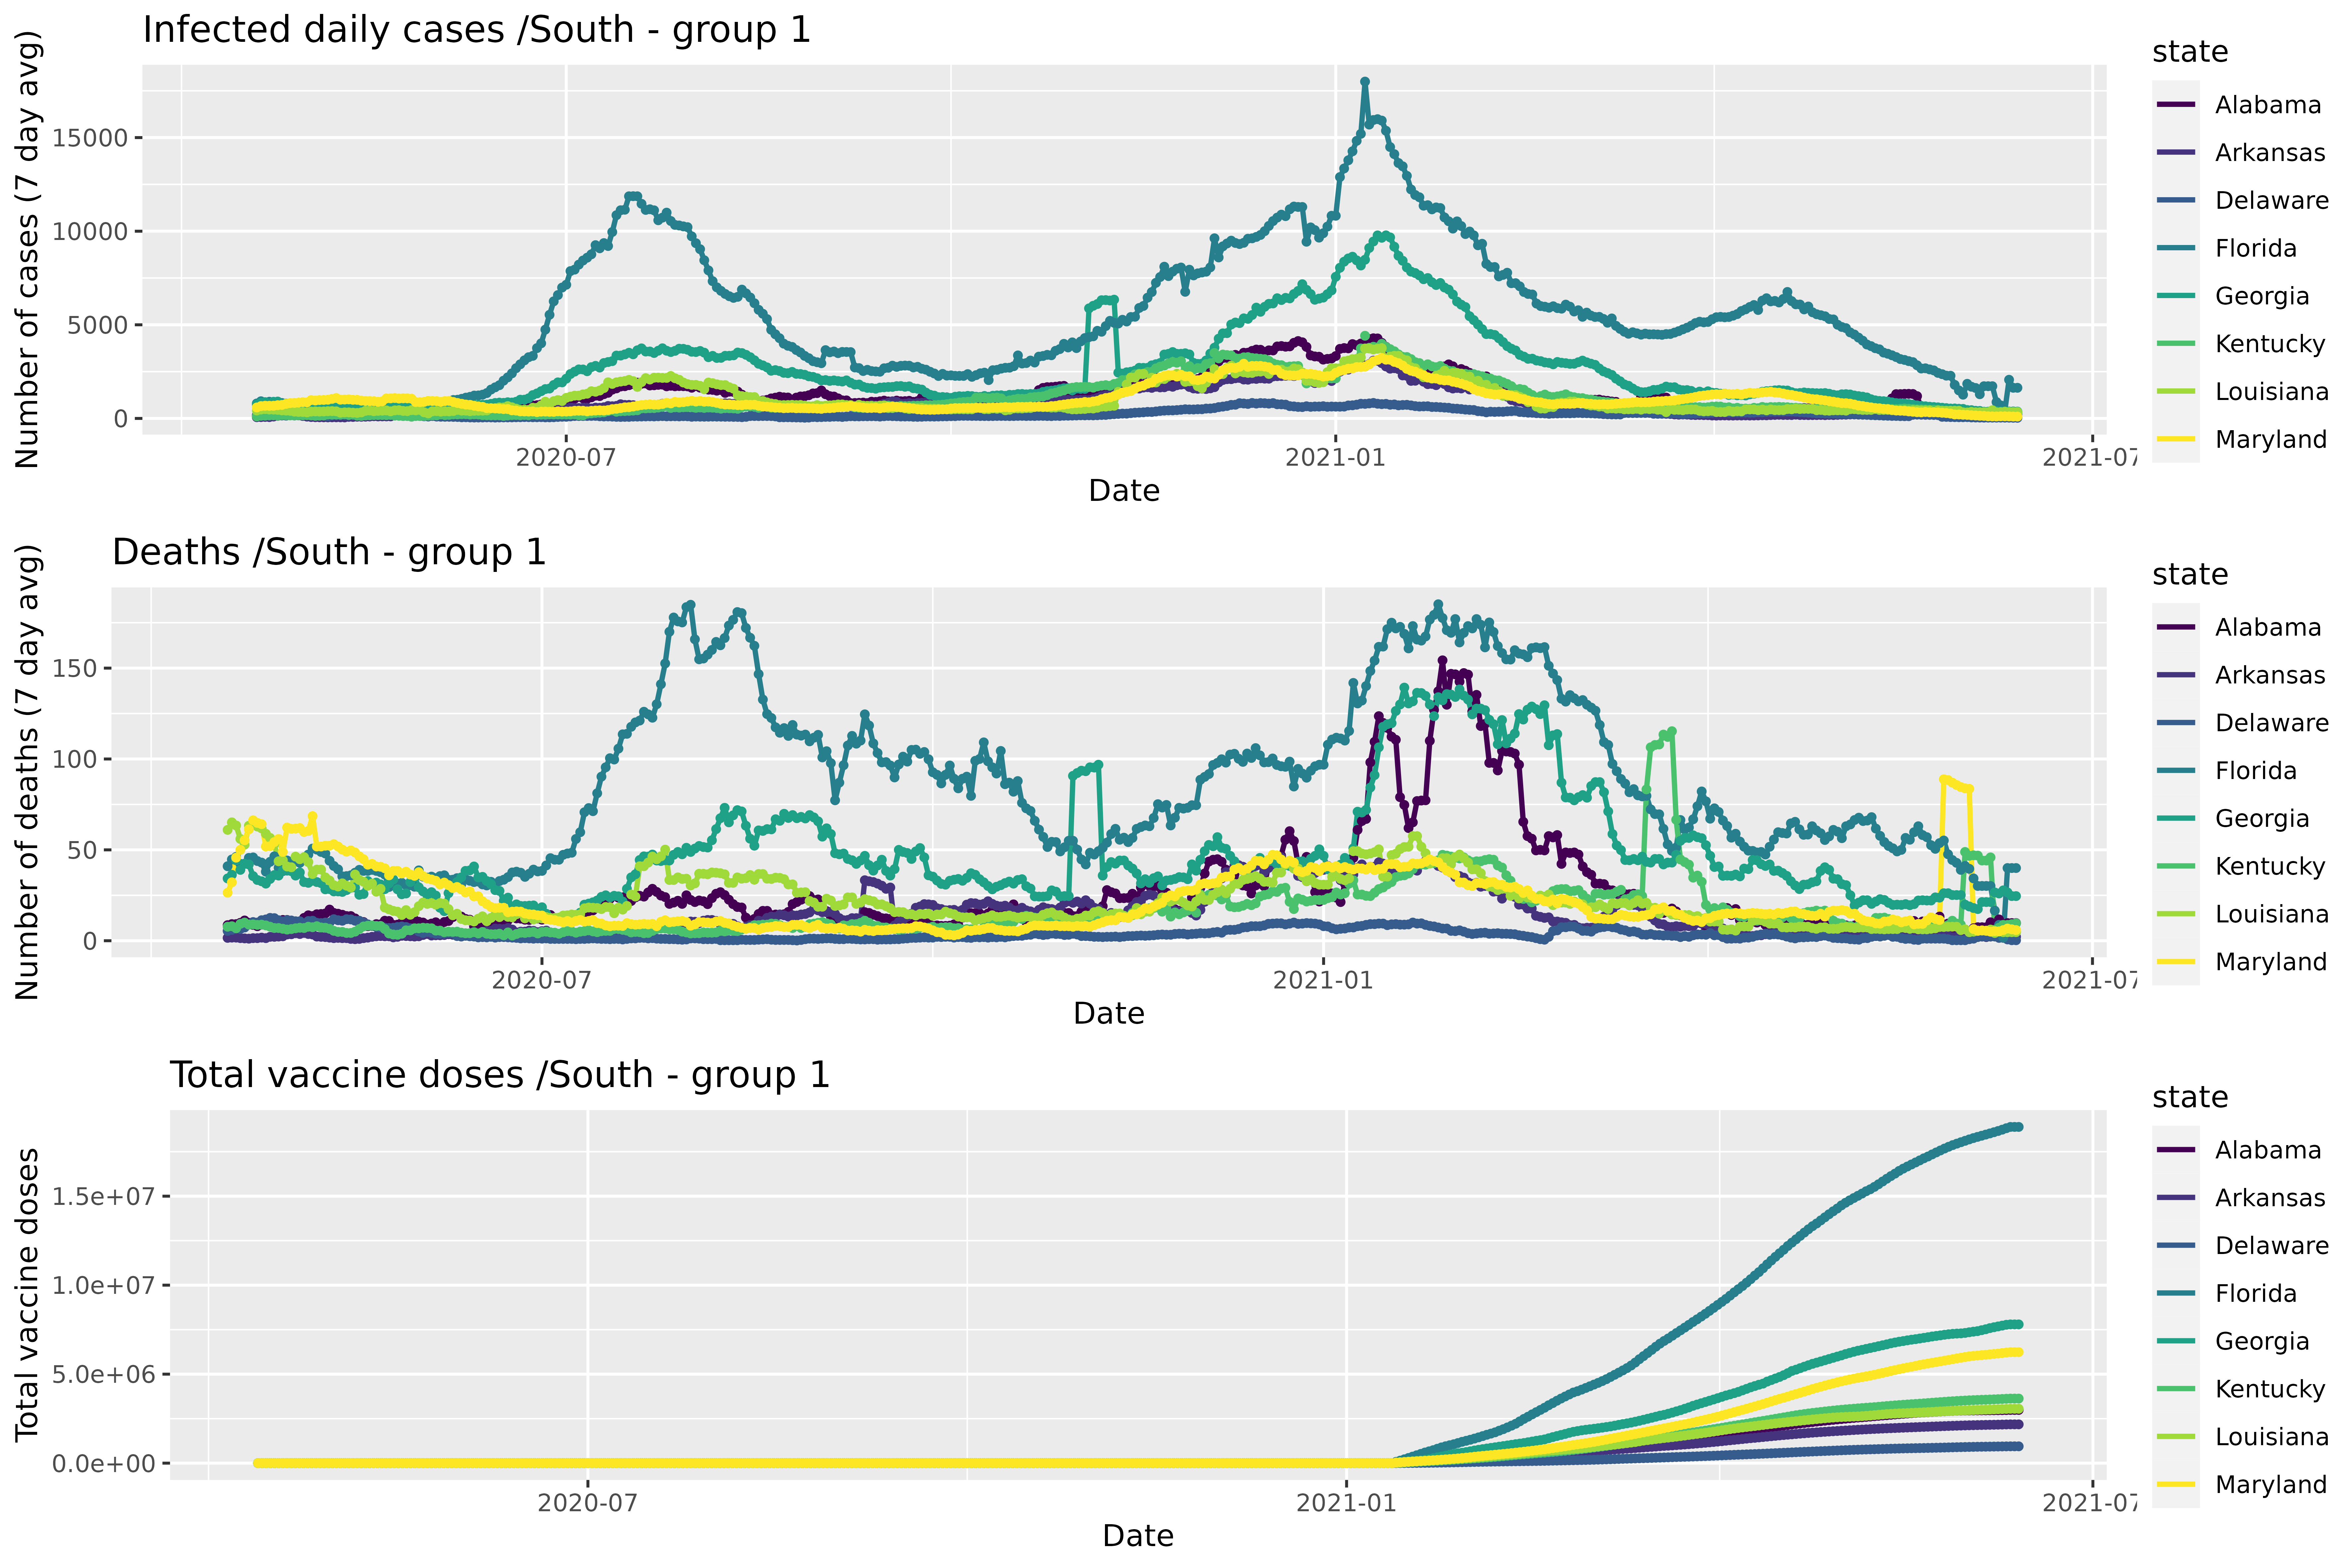 Infected daily cases /South - group 1
Number of cases (7 day avg)
15000
10000
5000
0
2020-07
2021-01
2021-07
Date
state
Alabama
Arkansas
Delaware
Florida
Georgia
Kentucky
Louisiana
Maryland
Deaths /South - group 1
Number of deaths (7 day avg)
150
100
50
0
2020-07
2021-01
2021-07
Date
state
Alabama
Arkansas
Delaware
Florida
Georgia
Kentucky
Louisiana
Maryland
Total vaccine doses /South - group 1
Total vaccine doses
1.5e+07
1.0e+07
5.0e+06
0.0e+00
2020-07
2021-01
2021-07
Date
state
Alabama
Arkansas
Delaware
Florida
Georgia
Kentucky
Louisiana
Maryland